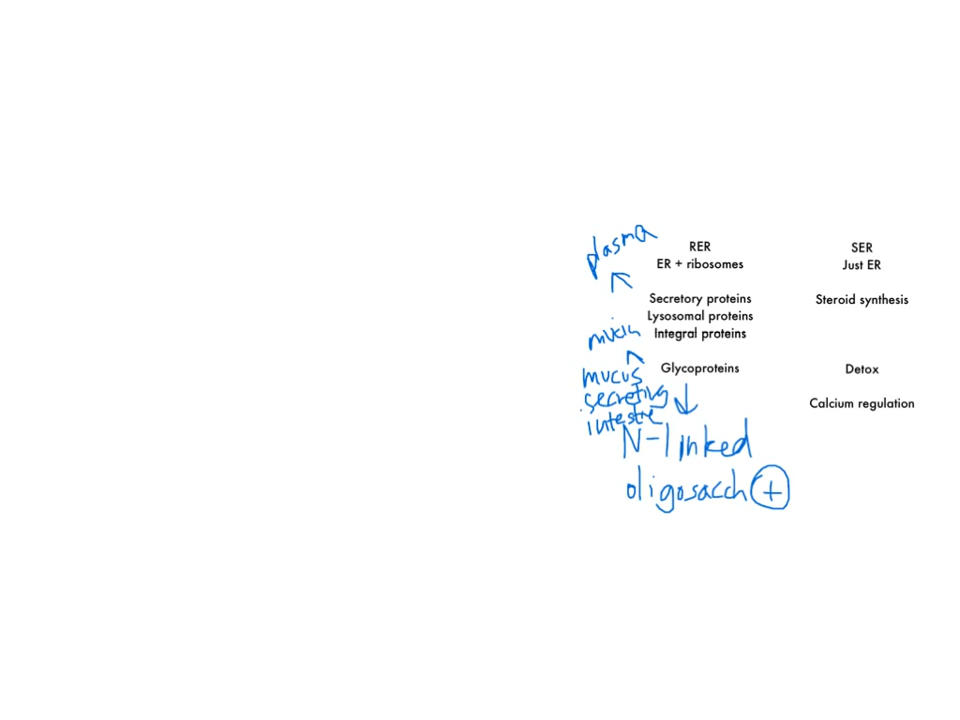 plasma
RER
SER
ER + ribosomes
Just ER
Secretory proteins
Steroid synthesis
Lysosomal proteins
mucin
Integral proteins
Glycoproteins
Detox
mucus
secreting
Calcium regulation
intestie
N-linked
oligosacch +